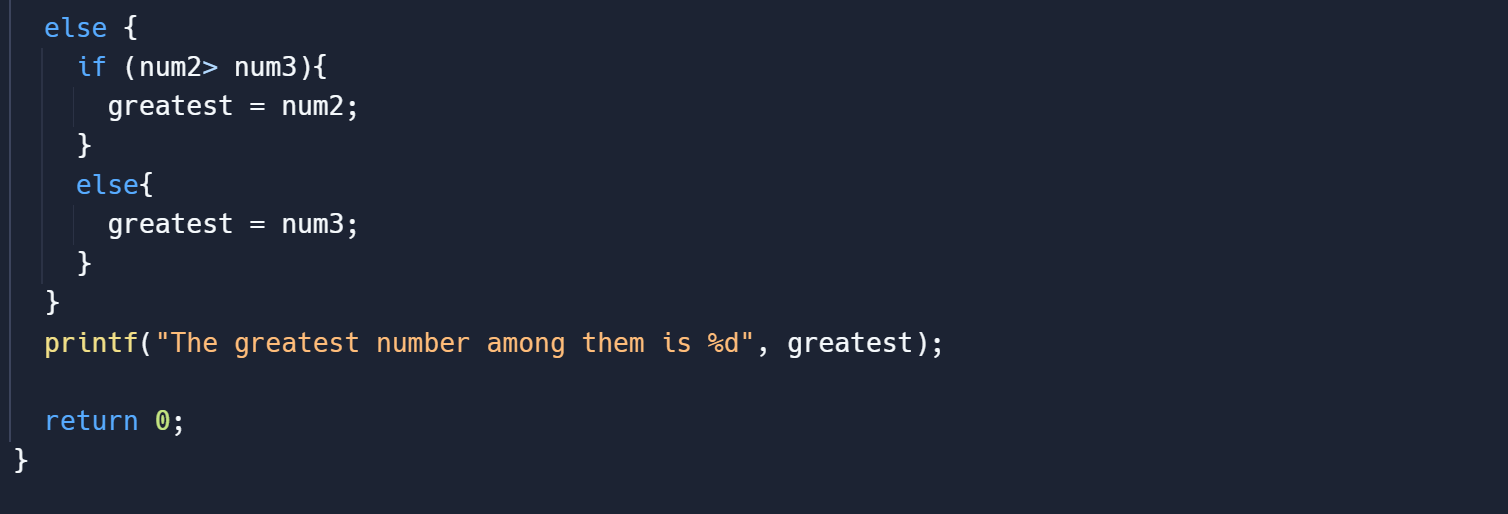 else {
if (num2> num3){
greatest = num2;
}
else{
greatest = num3;
}
}
printf("The greatest number among them is %d", greatest);
return 0;
}